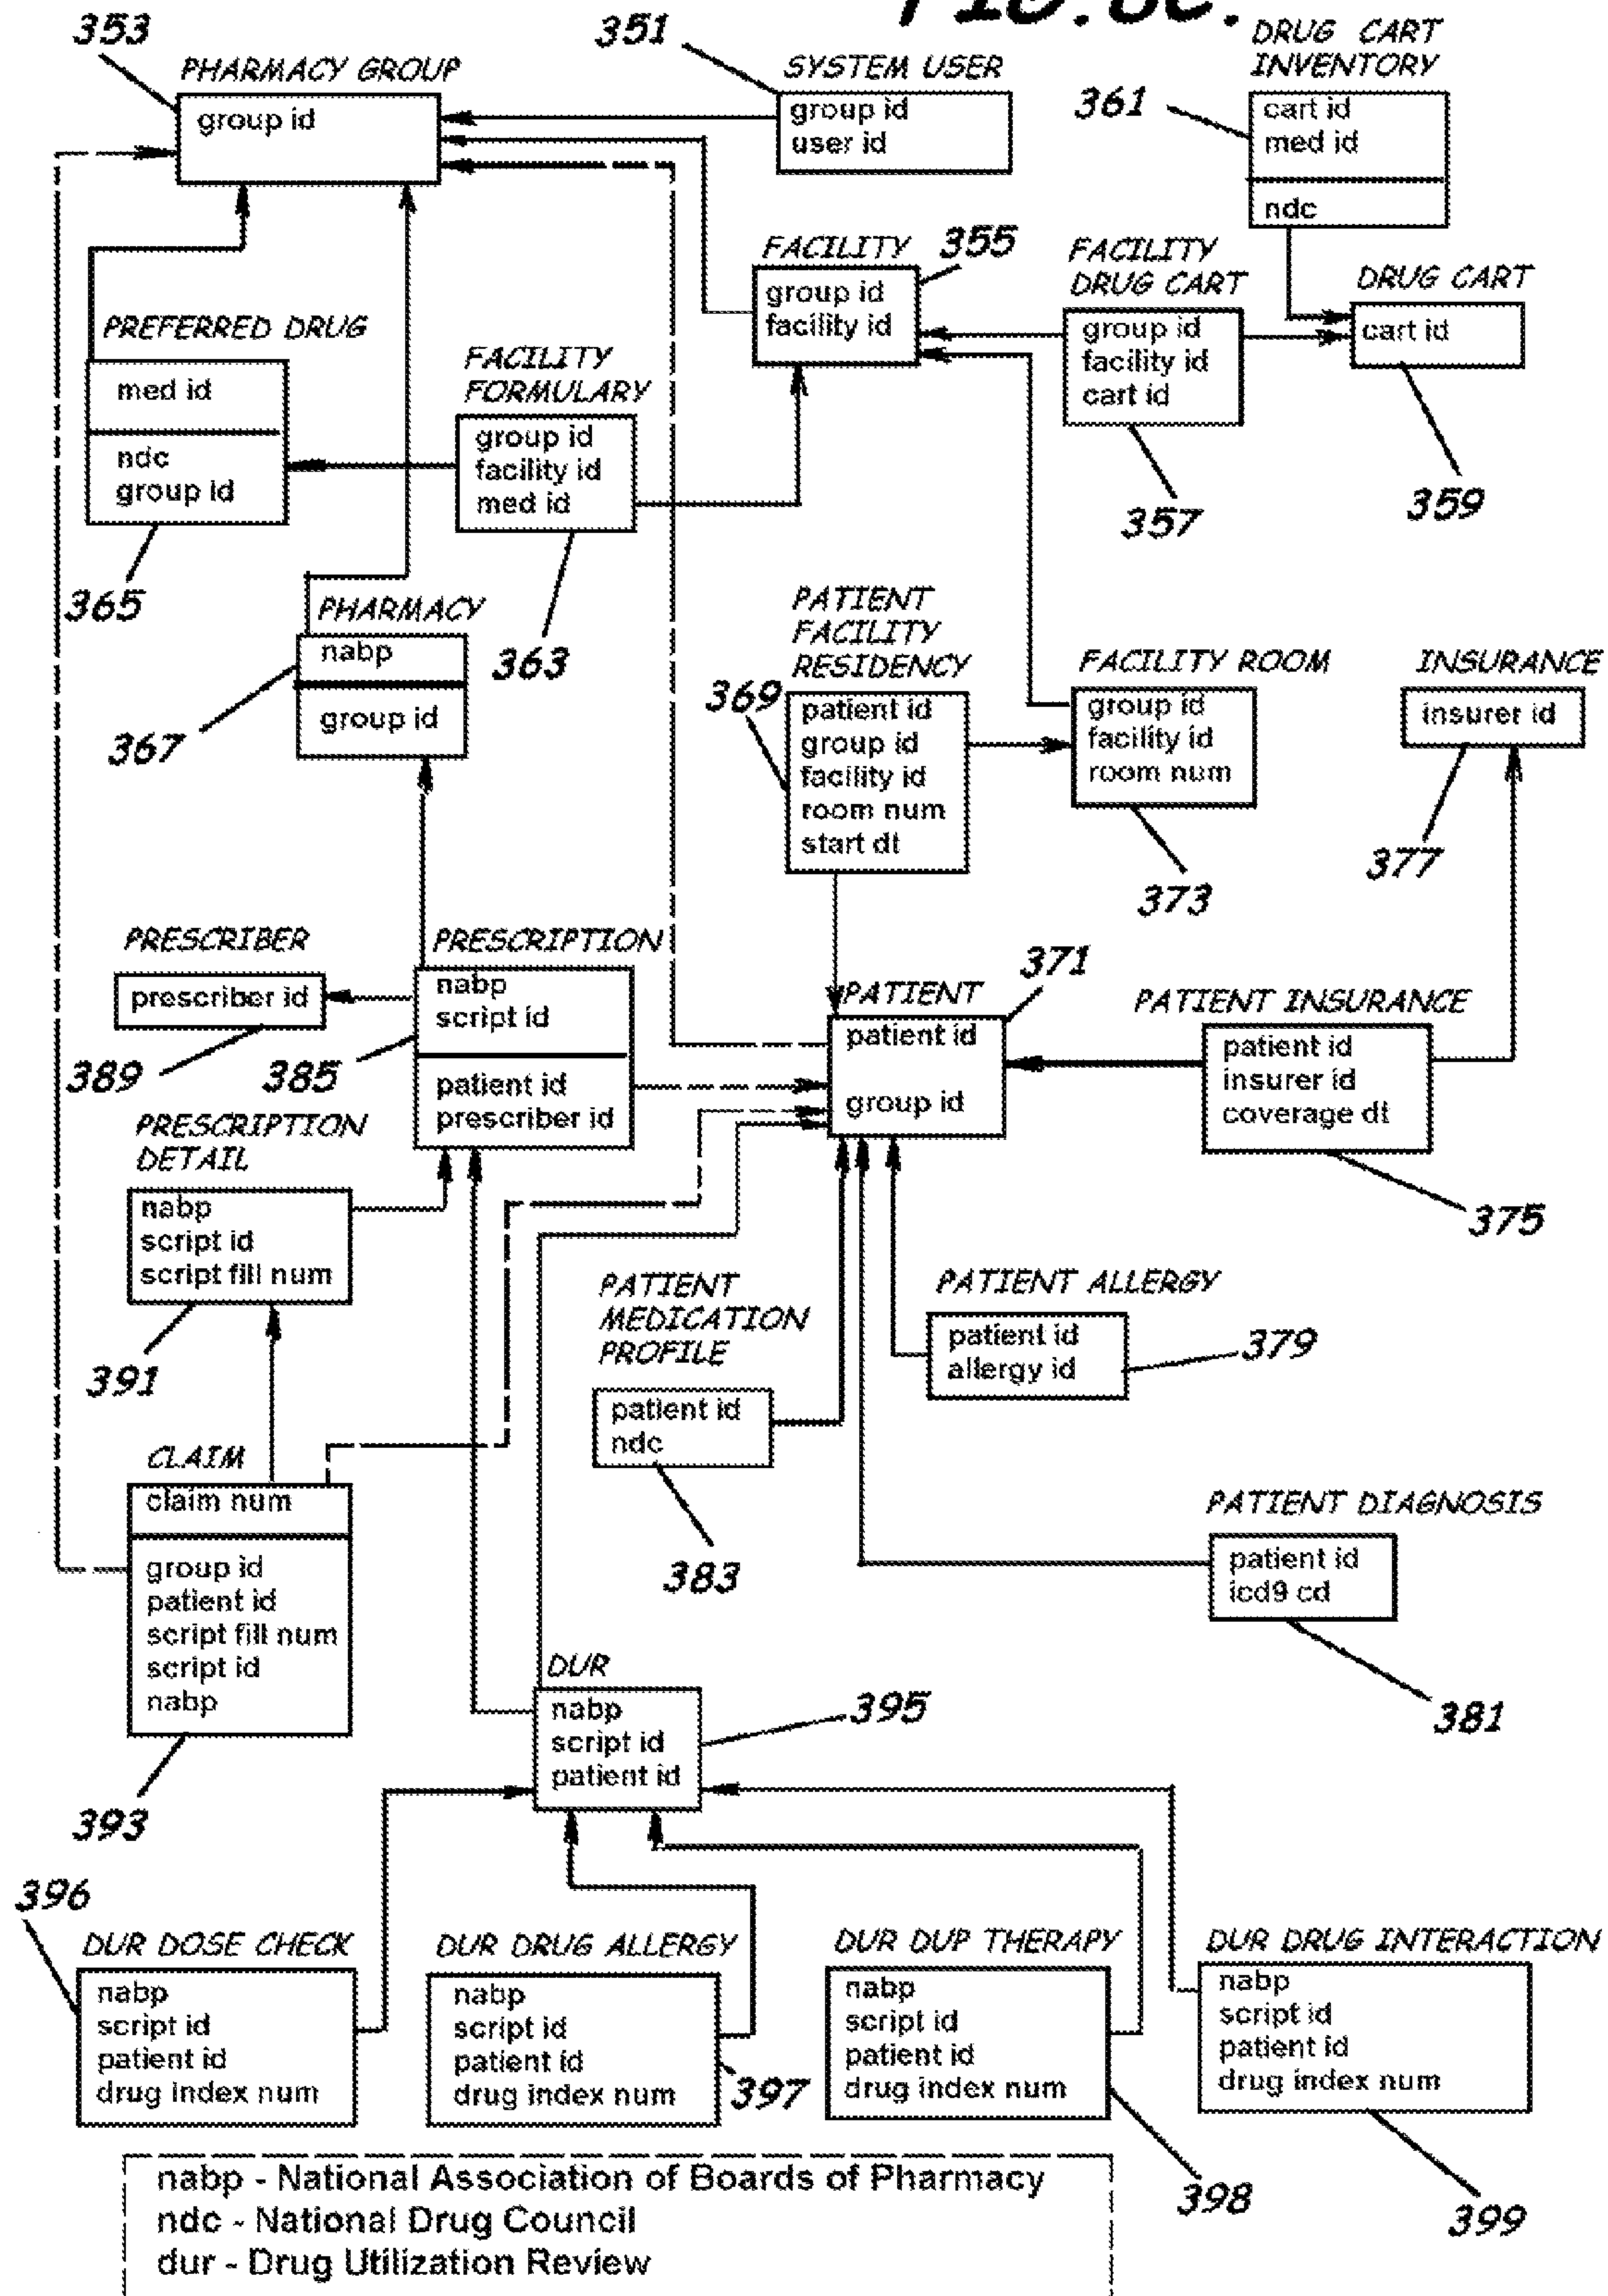 353
351
DRUG CART
INVENTORY
PHARMACY GROUP
group id
SYSTEM USER
group id
user id
361
cart id
med id
ndc
FACILITY
355
group id
facility id
FACILITY
DRUG CART
group id
facility id
cart id
357
DRUG CART
cart id
359
PREFERRED DRUG
med id
ndc
group id
365
FACILITY
FORMULARY
group id
facility id
med id
363
PHARMACY
nabp
group id
367
PATIENT
FACILITY
RESIDENCY
369
patient id
group id
facility id
room num
start dt
FACILITY ROOM
group id
facility id
room num
373
INSURANCE
insurer id
377
PRESCRIBER
prescriber id
389
PRESCRIPTION
nabp
script id
patient id
prescriber id
385
371
PATIENT
patient id
group id
PATIENT INSURANCE
patient id
insurer id
coverage dt
375
PRESCRIPTION
DETAIL
nabp
script id
script fill num
391
PATIENT
MEDICATION
PROFILE
patient id
ndc
383
PATIENT ALLERGY
patient id
allergy id
379
CLAIM
claim num
group id
patient id
script fill num
script id
nabp
393
PATIENT DIAGNOSIS
patient id
icd9 cd
381
DUR
nabp
script id
patient id
395
396
DUR DOSE CHECK
nabp
script id
patient id
drug index num
DUR DRUG ALLERGY
nabp
script id
patient id
drug index num
397
DUR DUP THERAPY
nabp
script id
patient id
drug index num
398
DUR DRUG INTERACTION
nabp
script id
patient id
drug index num
399
nabp - National Association of Boards of Pharmacy
ndc - National Drug Council
dur - Drug Utilization Review